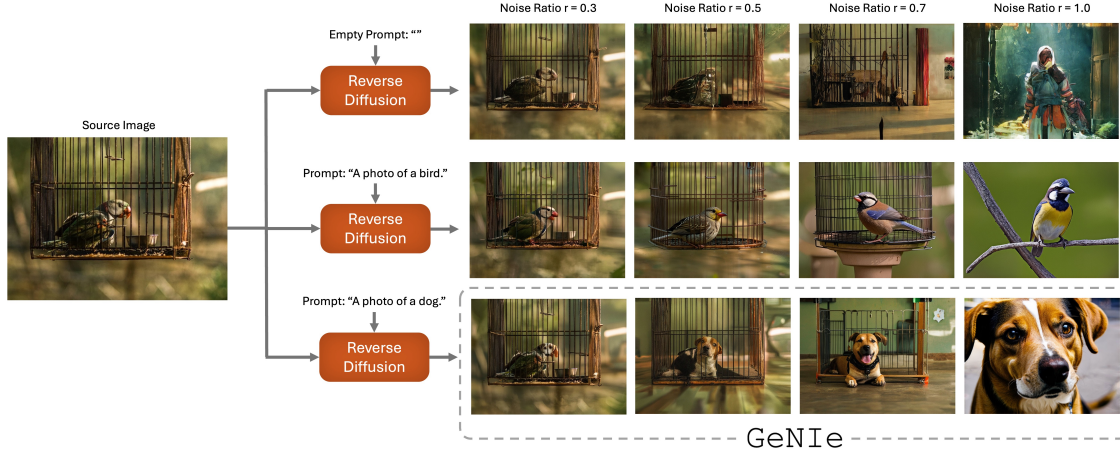 Noise Ratio r = 0.3
Noise Ratio r = 0.5
Noise Ratio r = 0.7
Noise Ratio r = 1.0
Empty Prompt: “”
Reverse
Diffusion
Source Image
Prompt: “A photo of a bird.”
Reverse
Diffusion
Prompt: “A photo of a dog.”
Reverse
Diffusion
GeNIe